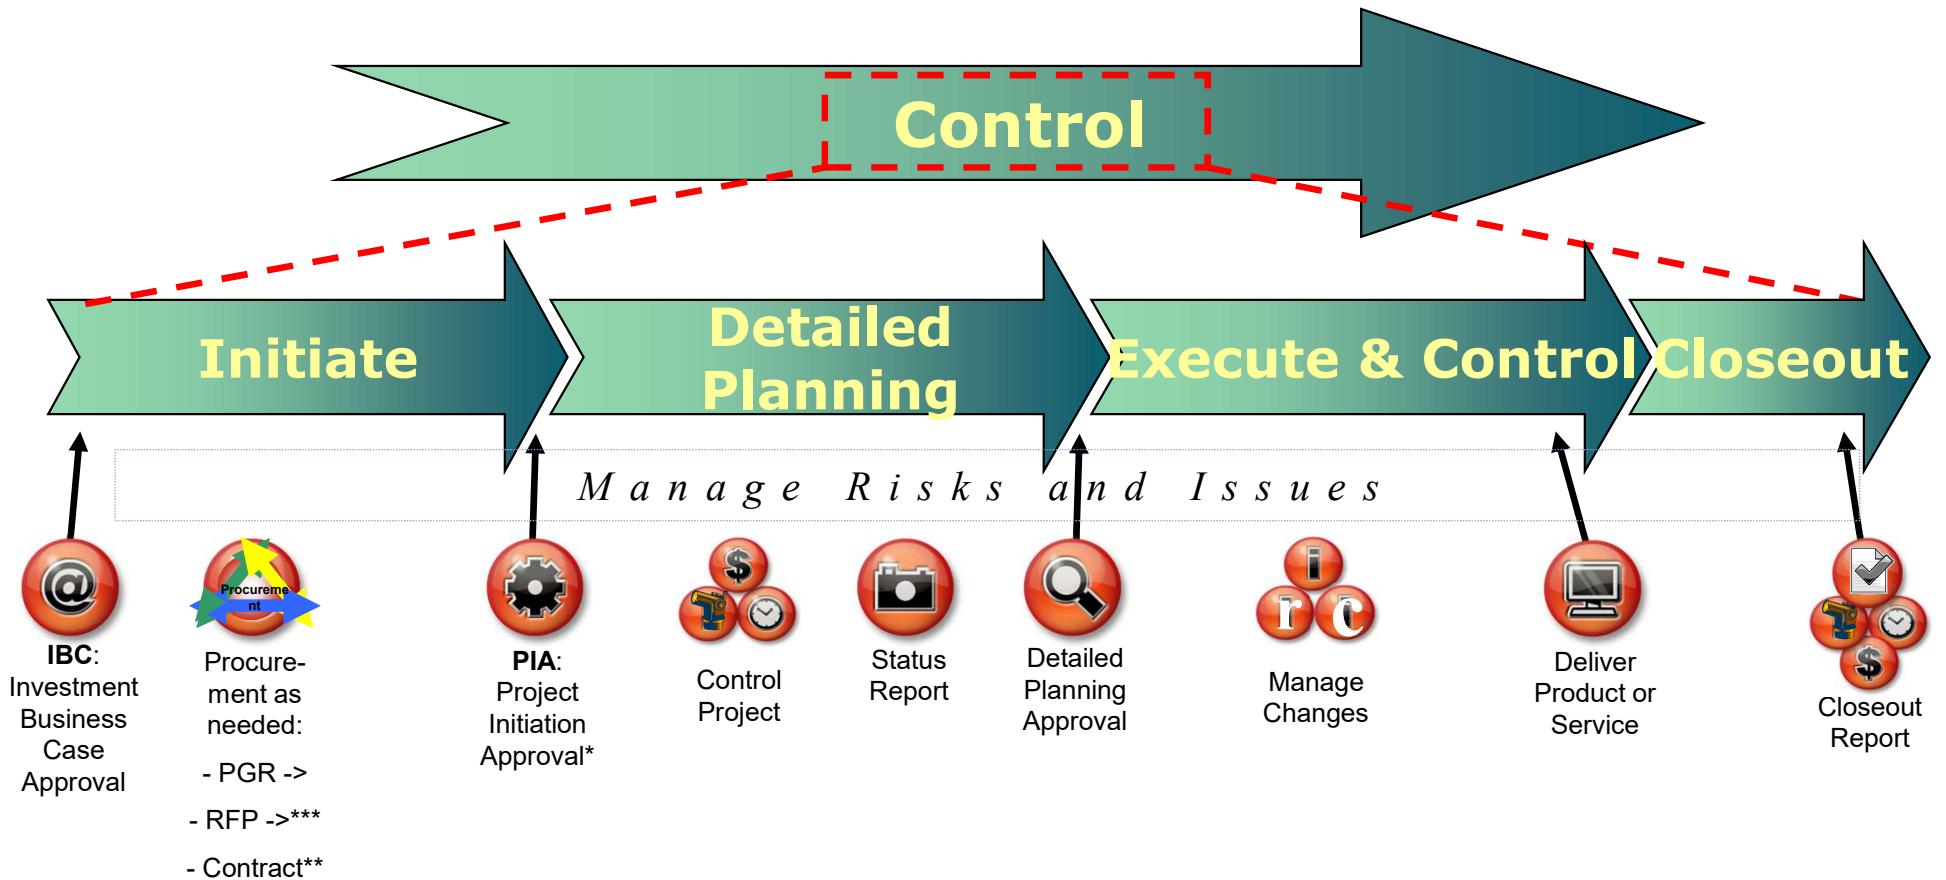 Control
Initiate
Detailed
Planning
Execute & Control
Closeout
Manage Risks and Issues
@
IBC:
Investment
Business
Case
Approval
Procureme
nt
Procure-
ment as
needed:
- PGR ->
- RFP ->***
- Contract**
PIA:
Project
Initiation
Approval*
$
Control
Project
Status
Report
Detailed
Planning
Approval
i
r c
Manage
Changes
Deliver
Product or
Service
$
Closeout
Report